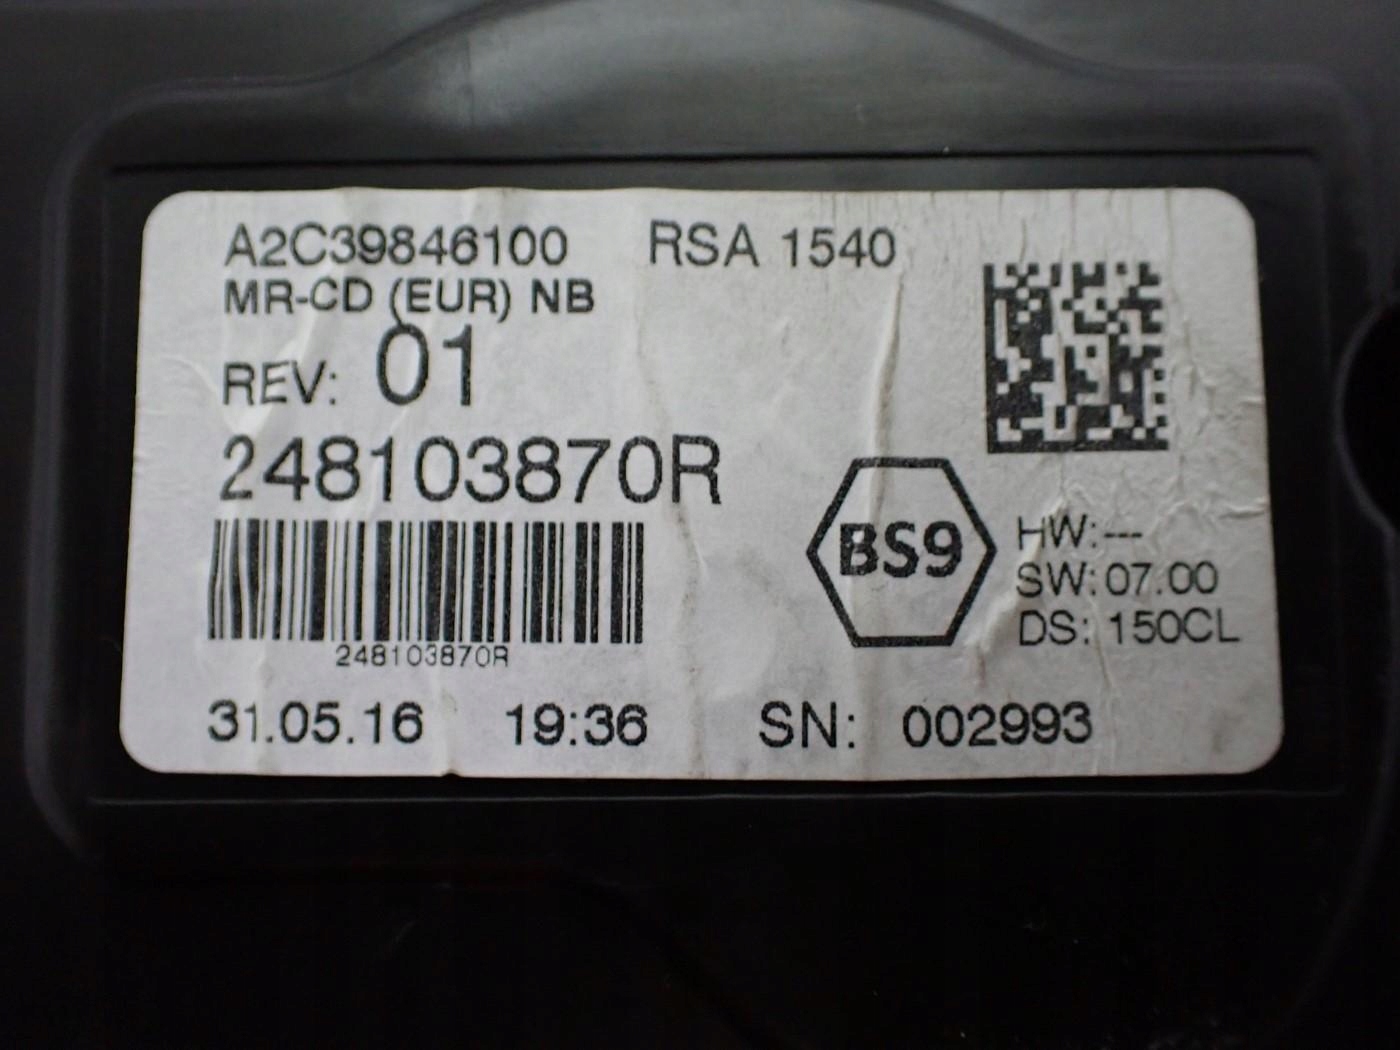 A2C39846100 RSA 1540
MR-CD (EUR) NB
REV: 01
248103870R
248103870R
BS9
HW:---
SW:07.00
DS: 150CL
31.05.16 19:36 SN: 002993